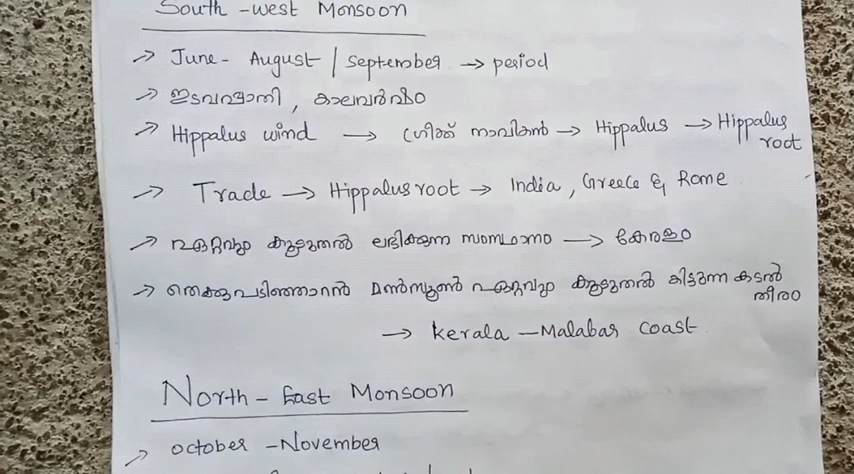 South - west Monsoon
→ June - August / September → period
→ ഇടവപ്പാതി, കാലവർഷം
→ Hippalus wind → ഗ്രീക്ക് നാവികൻ → Hippalus → Hippalus
root
→ Trade → Hippalus root → India, Greece & Rome
→ ഏറ്റവും കൂടുതൽ ലഭിക്കുന്ന സംസ്ഥാനം → കേരളം
→ തെക്കുപടിഞ്ഞാറൻ മൺസൂൺ ഏറ്റവും കൂടുതൽ കിട്ടുന്ന കടൽ
തീരം
→ kerala - Malabar coast
North - East Monsoon
→ october - November